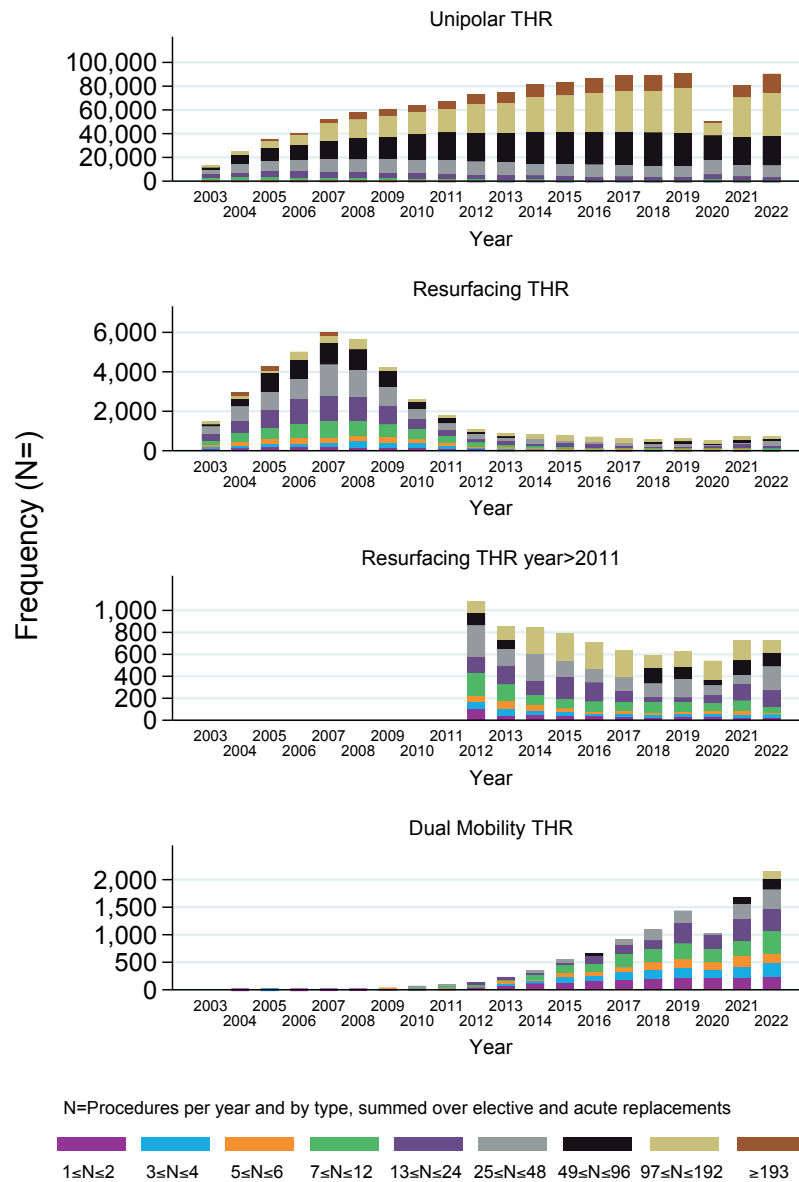 Unipolar THR
100,000
80,000
60,000
40,000
20,000
0
2003 2005 2007 2009 2011 2013 2015 2017 2019 2021
2004 2006 2008 2010 2012 2014 2016 2018 2020 2022
Year
Resurfacing THR
6,000
4,000
2,000
0
2003 2005 2007 2009 2011 2013 2015 2017 2019 2021
2004 2006 2008 2010 2012 2014 2016 2018 2020 2022
Year
Frequency (N=)
Resurfacing THR year>2011
1,000
800
600
400
200
0
2003 2005 2007 2009 2011 2013 2015 2017 2019 2021
2004 2006 2008 2010 2012 2014 2016 2018 2020 2022
Year
Dual Mobility THR
2,000
1,500
1,000
500
0
2003 2005 2007 2009 2011 2013 2015 2017 2019 2021
2004 2006 2008 2010 2012 2014 2016 2018 2020 2022
Year
N=Procedures per year and by type, summed over elective and acute replacements
1≤N≤2 3≤N≤4 5≤N≤6 7≤N≤12 13≤N≤24 25≤N≤48 49≤N≤96 97≤N≤192 ≥193